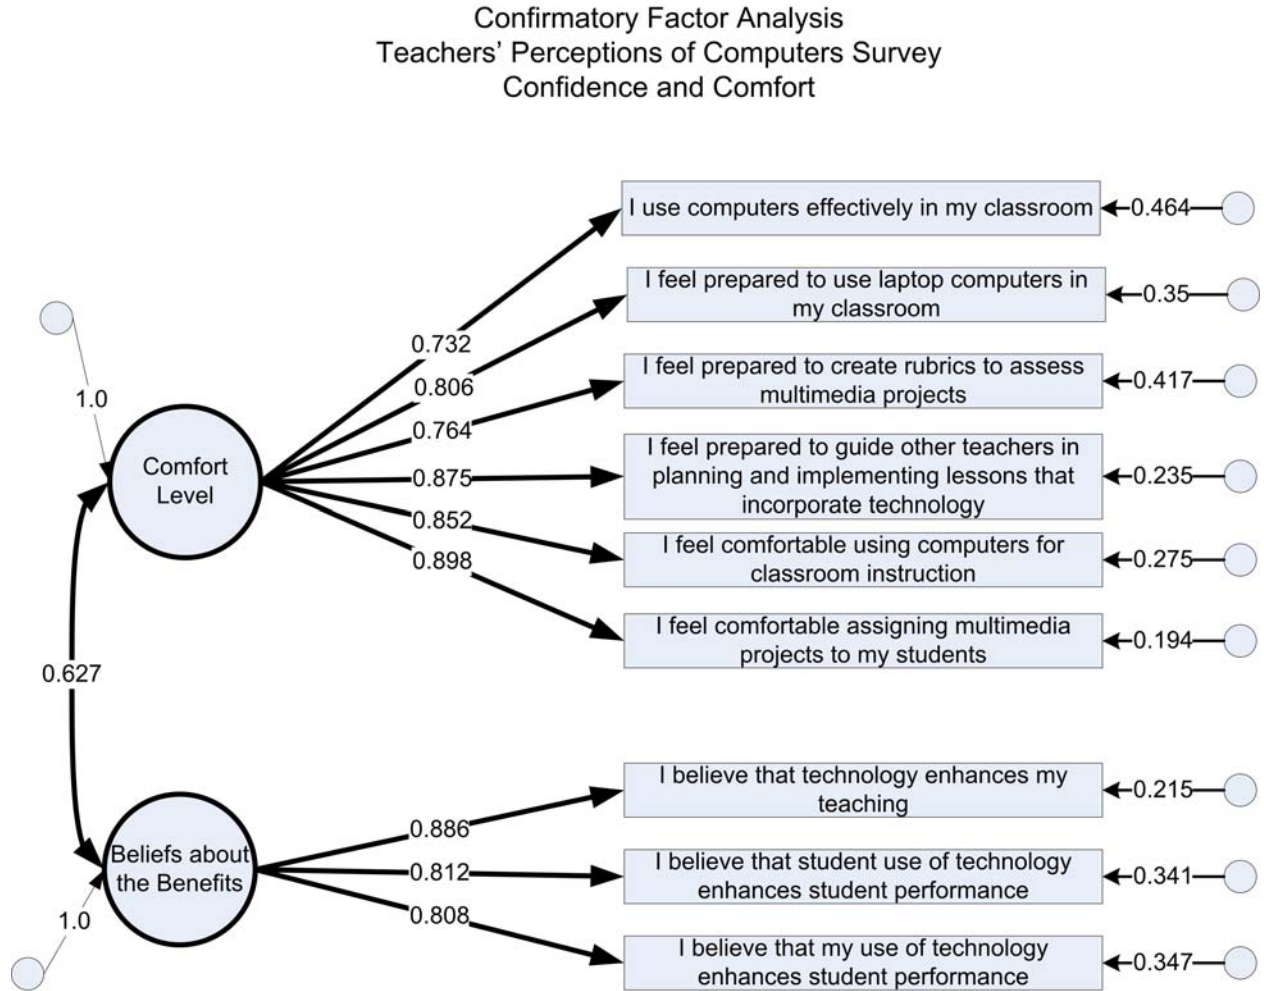 Confirmatory Factor Analysis
Teachers’ Perceptions of Computers Survey
Confidence and Comfort
I use computers effectively in my classroom
0.464
I feel prepared to use laptop computers in
my classroom
0.35
1.0
0.732
0.806
0.764
I feel prepared to create rubrics to assess
multimedia projects
0.417
Comfort
Level
0.875
0.852
0.898
I feel prepared to guide other teachers in
planning and implementing lessons that
incorporate technology
0.235
I feel comfortable using computers for
classroom instruction
0.275
I feel comfortable assigning multimedia
projects to my students
0.194
0.627
I believe that technology enhances my
teaching
0.215
Beliefs about
the Benefits
0.886
0.812
0.808
I believe that student use of technology
enhances student performance
0.341
1.0
I believe that my use of technology
enhances student performance
0.347